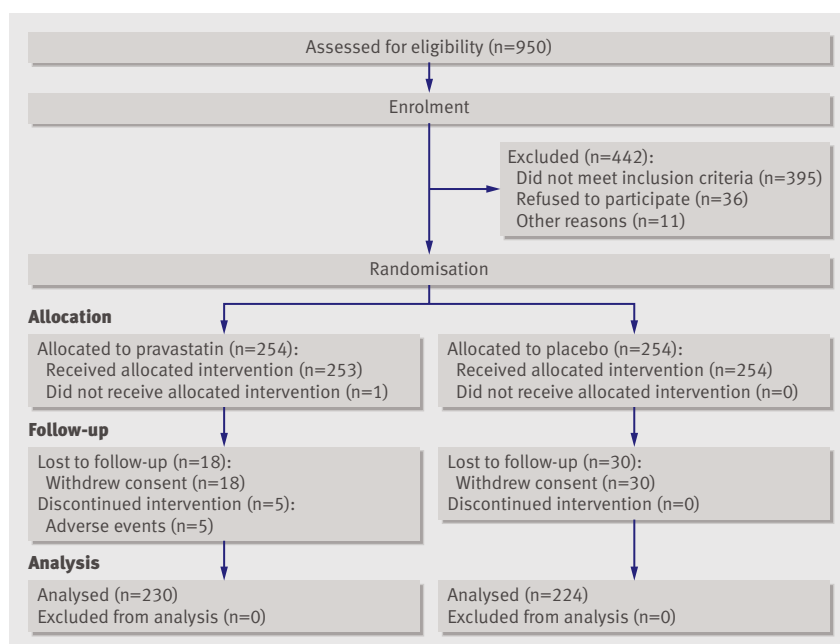 Assessed for eligibility (n=950)
Enrolment
Excluded (n=442):
Did not meet inclusion criteria (n=395)
Refused to participate (n=36)
Other reasons (n=11)
Randomisation
Allocation
Allocated to pravastatin (n=254):
Received allocated intervention (n=253)
Did not receive allocated intervention (n=1)
Allocated to placebo (n=254):
Received allocated intervention (n=254)
Did not receive allocated intervention (n=0)
Follow-up
Lost to follow-up (n=18):
Withdrew consent (n=18)
Discontinued intervention (n=5):
Adverse events (n=5)
Lost to follow-up (n=30):
Withdrew consent (n=30)
Discontinued intervention (n=0)
Analysis
Analysed (n=230)
Excluded from analysis (n=0)
Analysed (n=224)
Excluded from analysis (n=0)